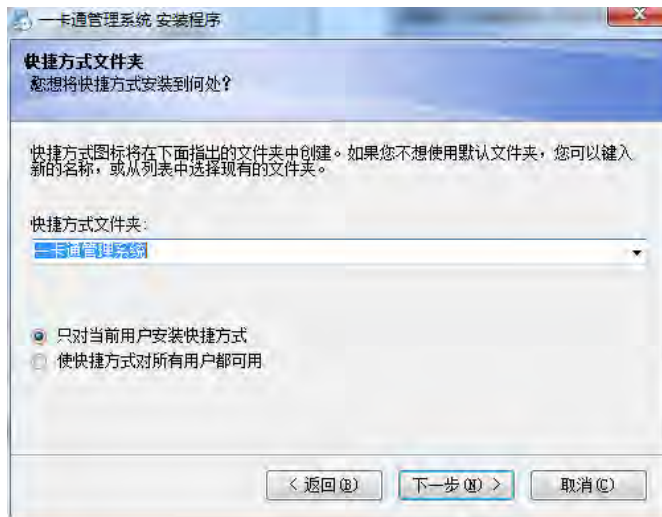 一卡通管理系统 安装程序
快捷方式文件夹
您想将快捷方式安装到何处?
快捷方式图标将在下面指出的文件夹中创建。如果您不想使用默认文件夹，您可以键入
新的名称，或从列表中选择现有的文件夹。
快捷方式文件夹:
一卡通管理系统
只对当前用户安装快捷方式
使快捷方式对所有用户都可用
< 返回(B) 下一步(N) > 取消(C)